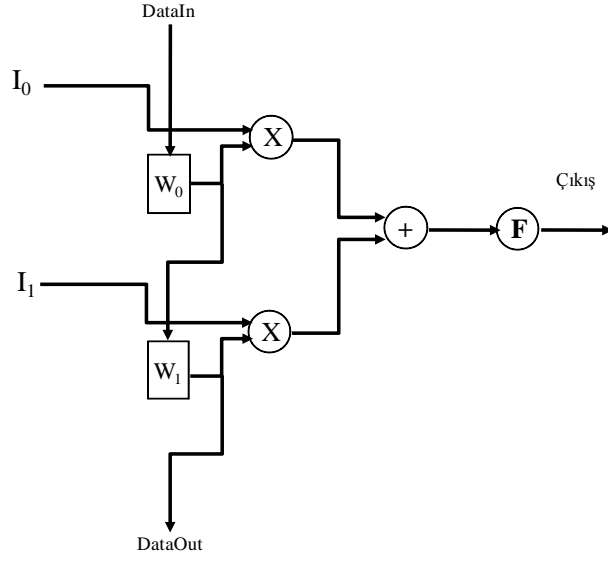 DataIn
I0
X
W0
Çıkış
+
F
I1
X
W1
DataOut